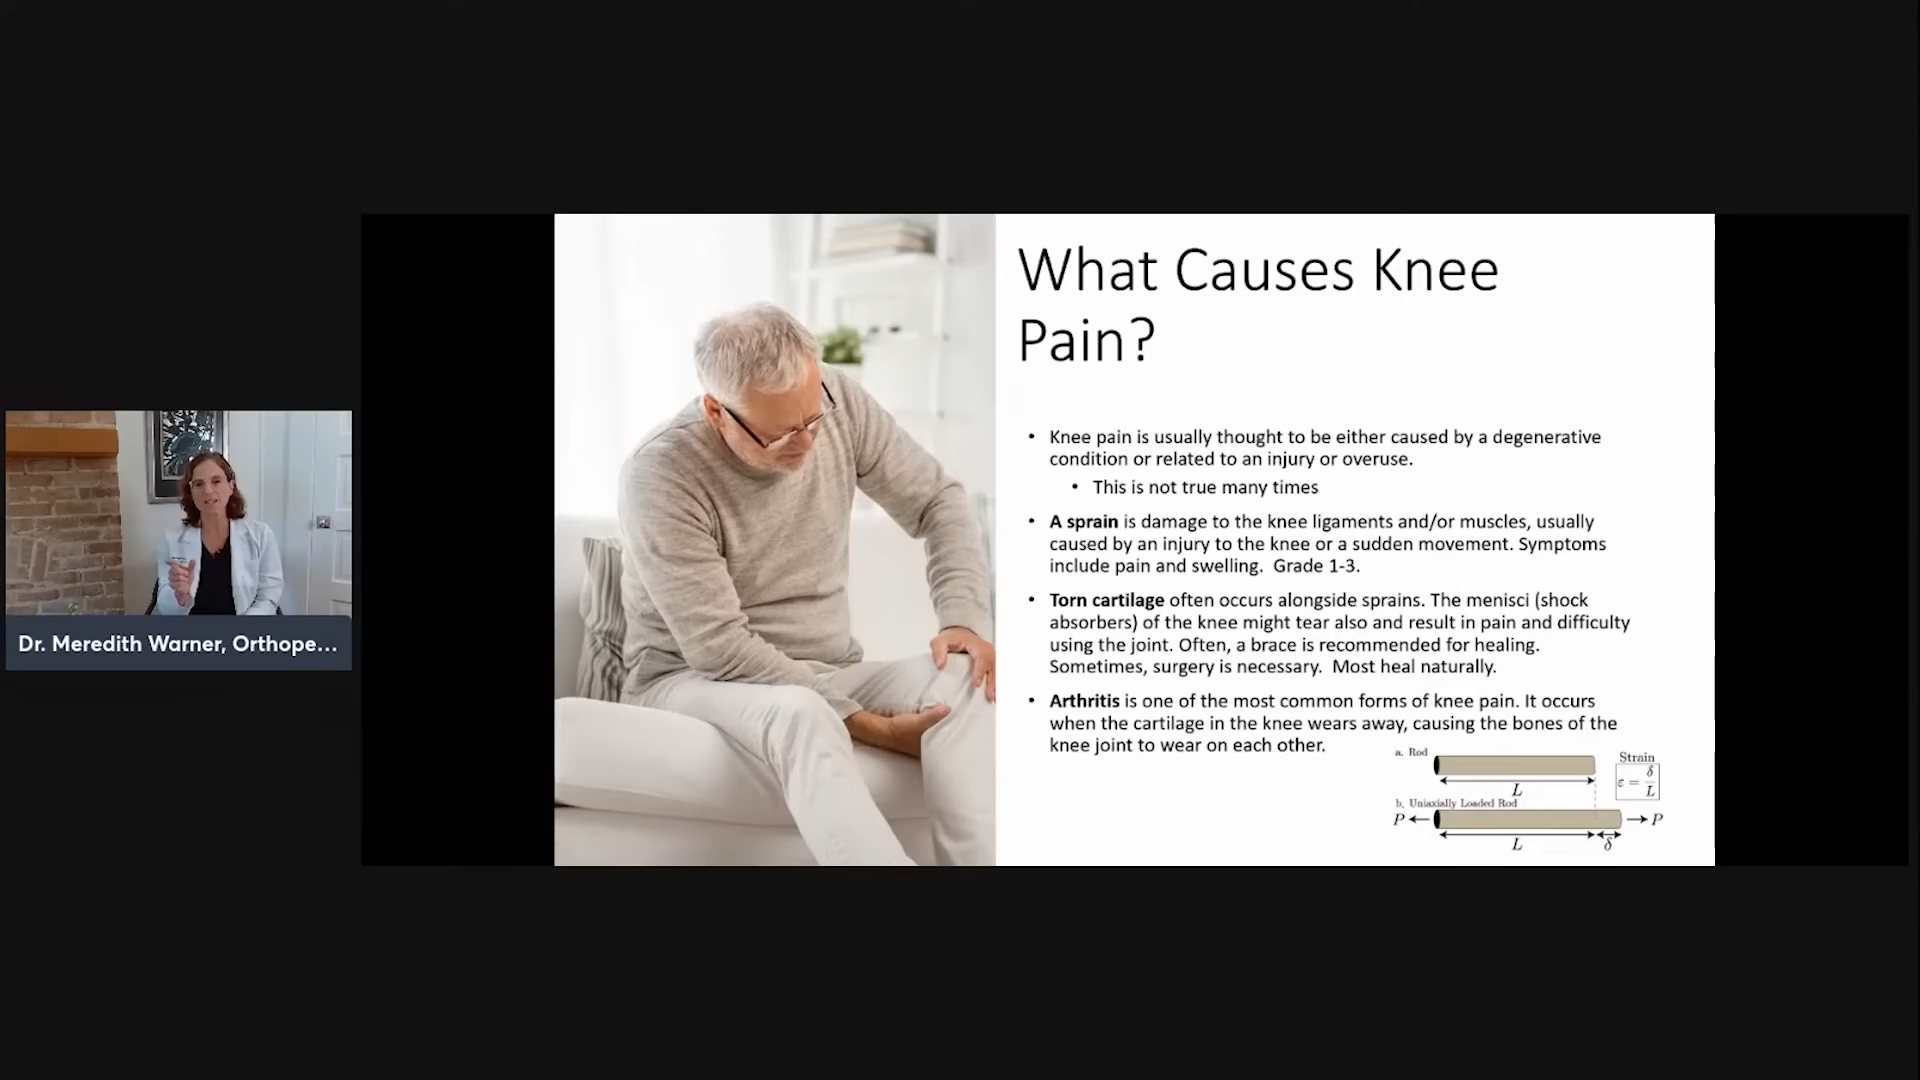 What Causes Knee
Pain?
• Knee pain is usually thought to be either caused by a degenerative
condition or related to an injury or overuse.
• This is not true many times
• A sprain is damage to the knee ligaments and/or muscles, usually
caused by an injury to the knee or a sudden movement. Symptoms
include pain and swelling. Grade 1-3.
• Torn cartilage often occurs alongside sprains. The menisci (shock
absorbers) of the knee might tear also and result in pain and difficulty
using the joint. Often, a brace is recommended for healing.
Sometimes, surgery is necessary. Most heal naturally.
• Arthritis is one of the most common forms of knee pain. It occurs
when the cartilage in the knee wears away, causing the bones of the
knee joint to wear on each other.
a. Rod
L
Strain
ε = δ/L
b. Uniaxially Loaded Rod
P P
L δ
Dr. Meredith Warner, Orthope...